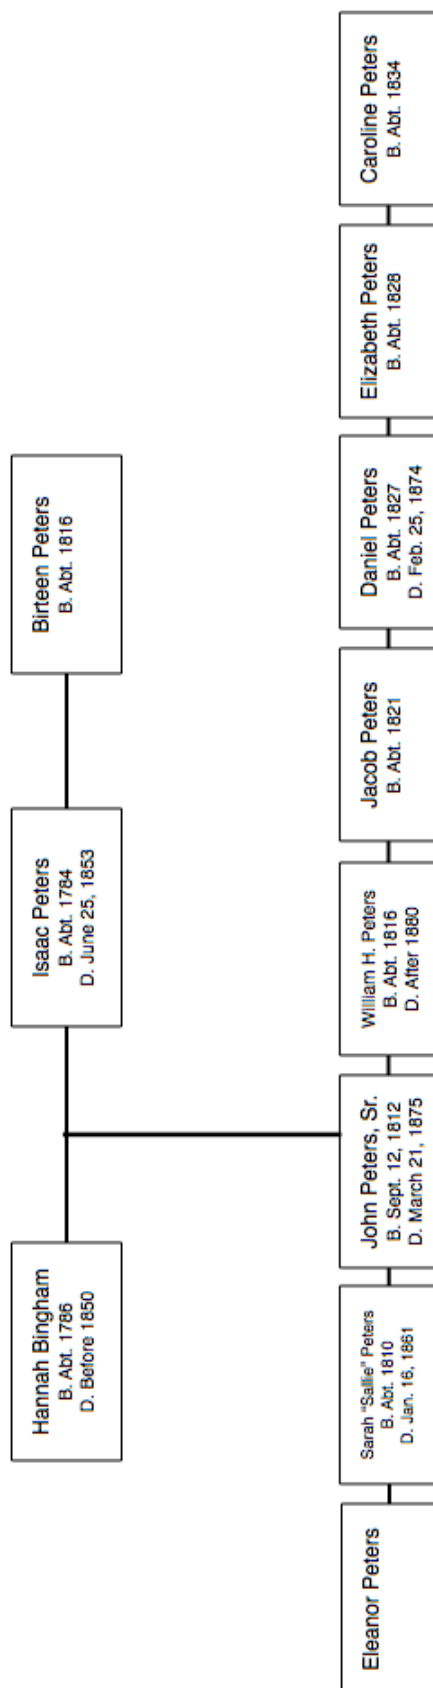 Hannah Bingham
B. Abt. 1786
D. Before 1850
Isaac Peters
B. Abt. 1784
D. June 25, 1853
Birteen Peters
B. Abt. 1816
Eleanor Peters
Sarah "Sallie" Peters
B. Abt. 1810
D. Jan. 16, 1861
John Peters, Sr.
B. Sept. 12, 1812
D. March 21, 1875
William H. Peters
B. Abt. 1816
D. After 1880
Jacob Peters
B. Abt. 1821
Daniel Peters
B. Abt. 1827
D. Feb. 25, 1874
Elizabeth Peters
B. Abt. 1828
Caroline Peters
B. Abt. 1834